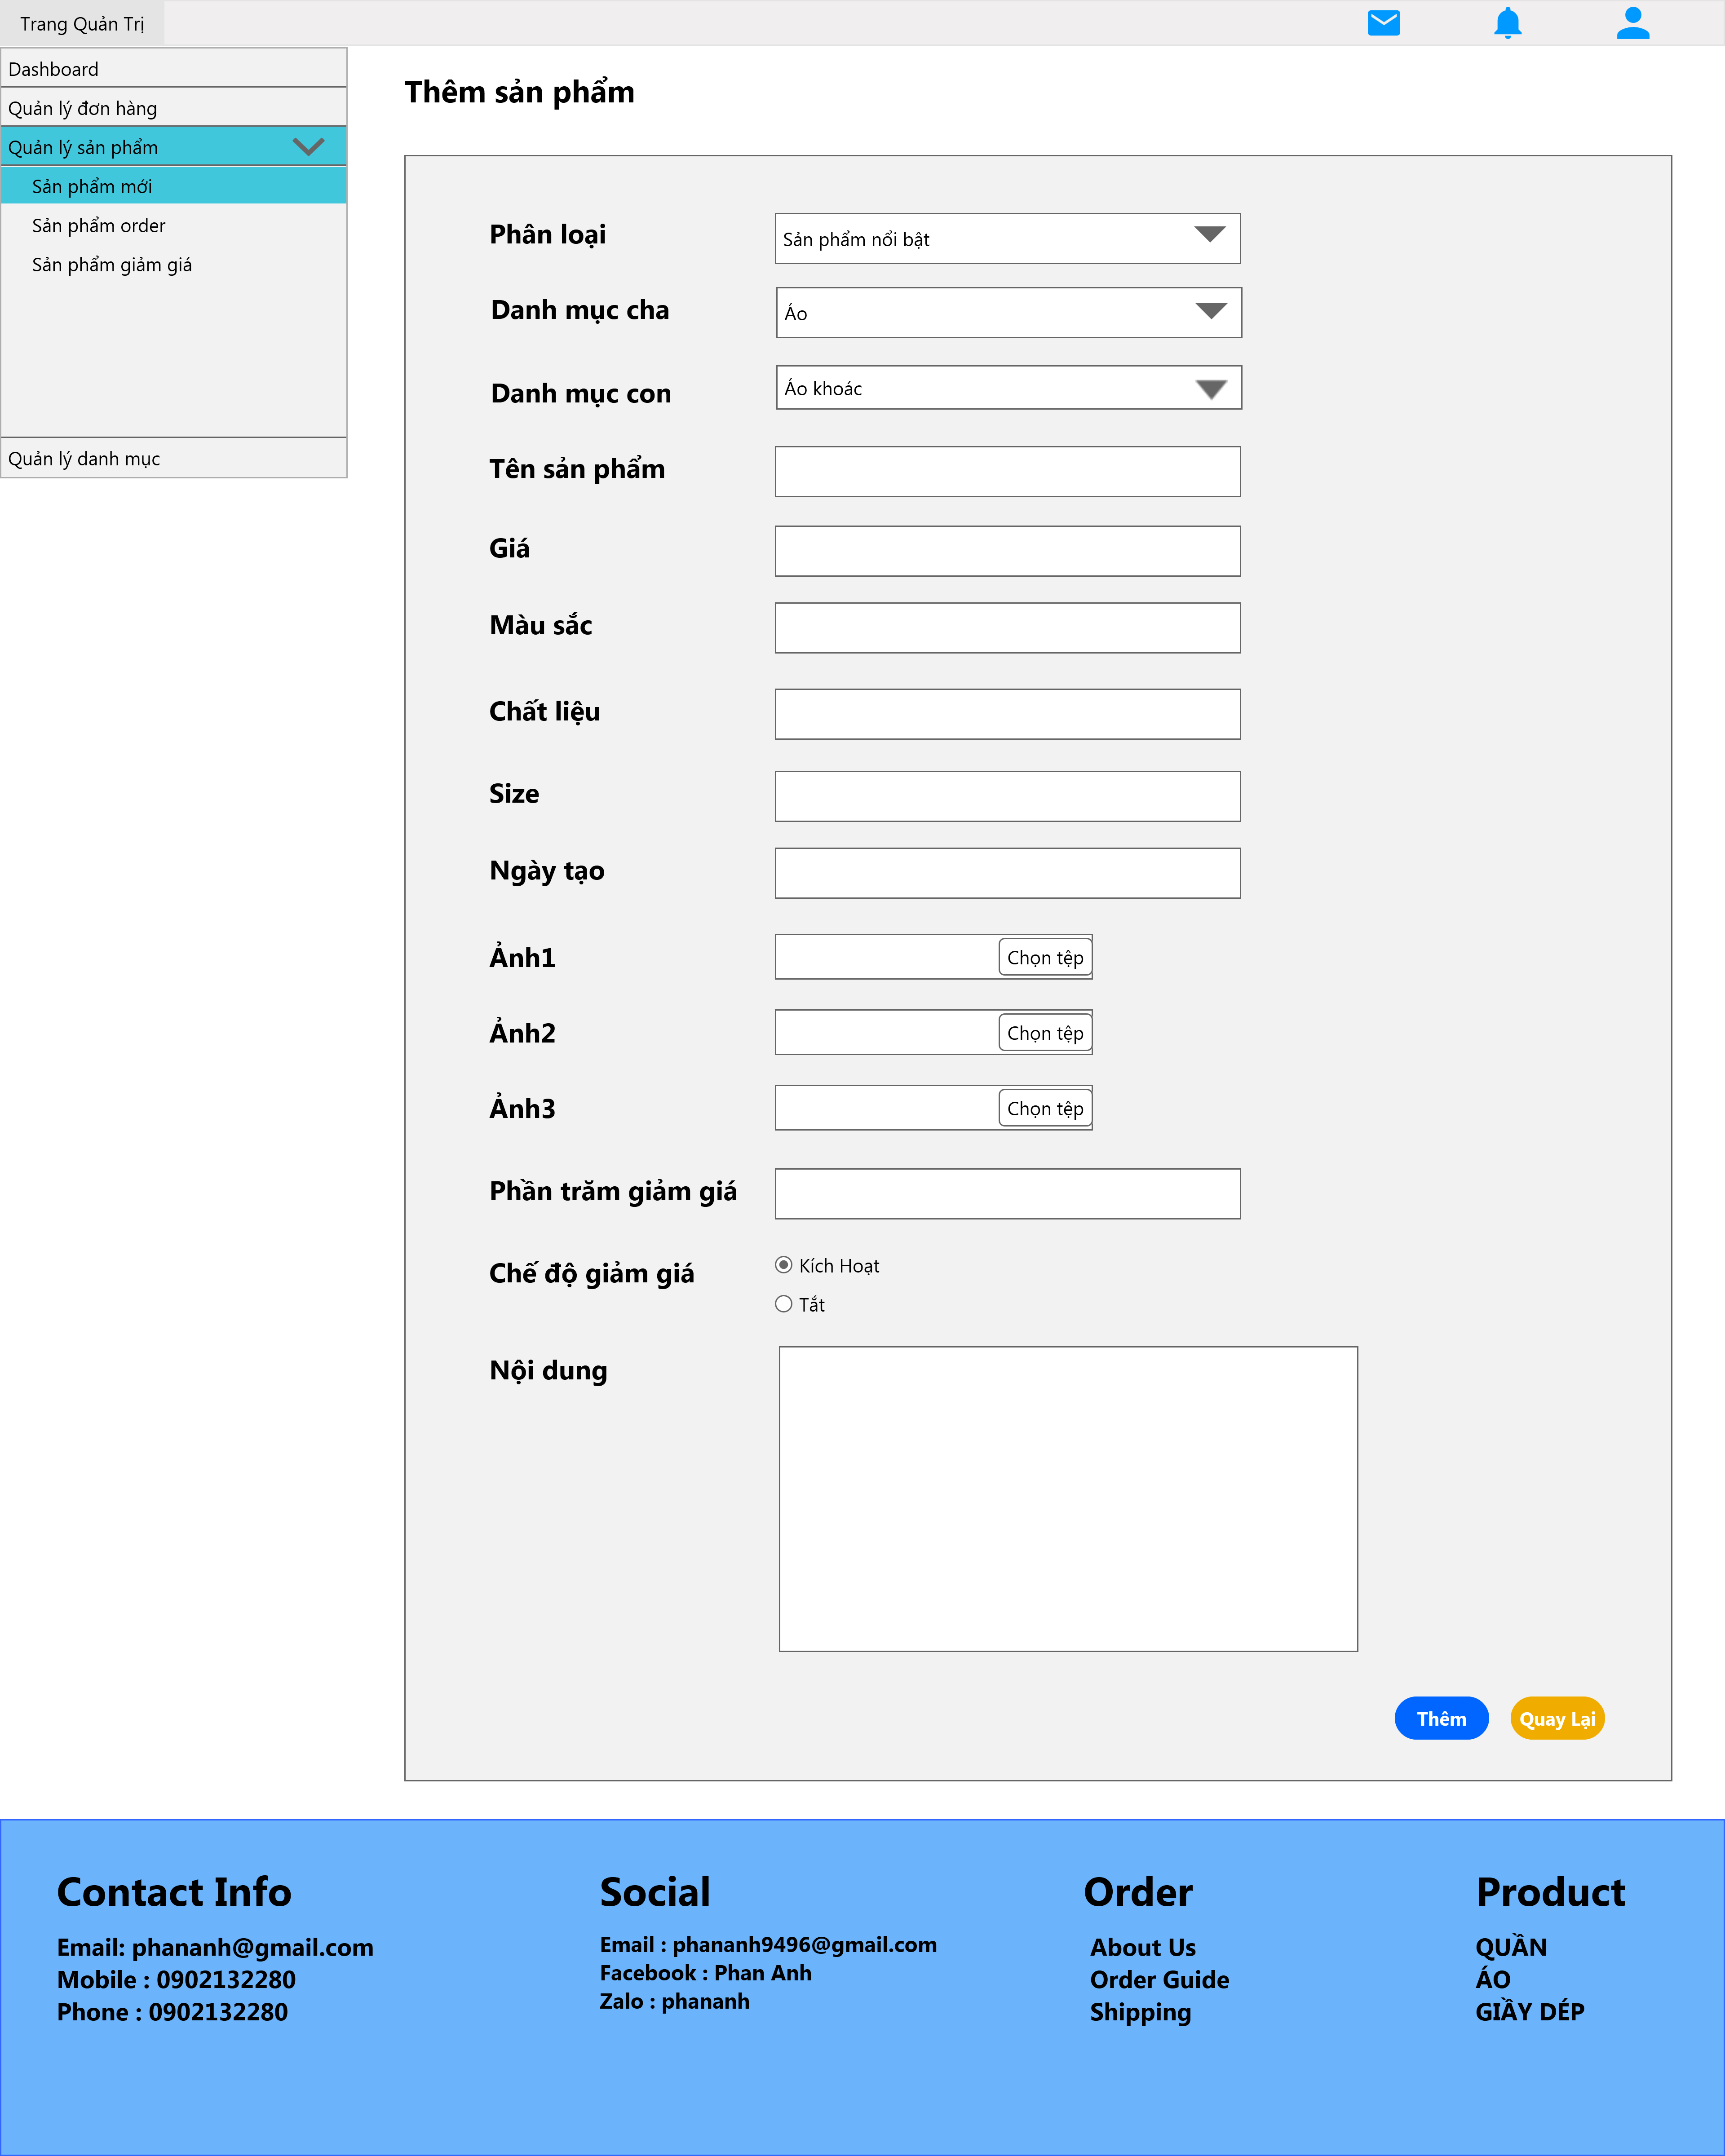 Trang Quản Trị
Dashboard
Quản lý đơn hàng
Quản lý sản phẩm
Sản phẩm mới
Sản phẩm order
Sản phẩm giảm giá
Quản lý danh mục
Thêm sản phẩm
Phân loại
Sản phẩm nổi bật
Danh mục cha
Áo
Danh mục con
Áo khoác
Tên sản phẩm
Giá
Màu sắc
Chất liệu
Size
Ngày tạo
Ảnh1
Chọn tệp
Ảnh2
Chọn tệp
Ảnh3
Chọn tệp
Phần trăm giảm giá
Chế độ giảm giá
Kích Hoạt
Tắt
Nội dung
Thêm
Quay Lại
Contact Info
Email: phananh@gmail.com
Mobile : 0902132280
Phone : 0902132280
Social
Email : phananh9496@gmail.com
Facebook : Phan Anh
Zalo : phananh
Order
About Us
Order Guide
Shipping
Product
QUẦN
ÁO
GIẦY DÉP